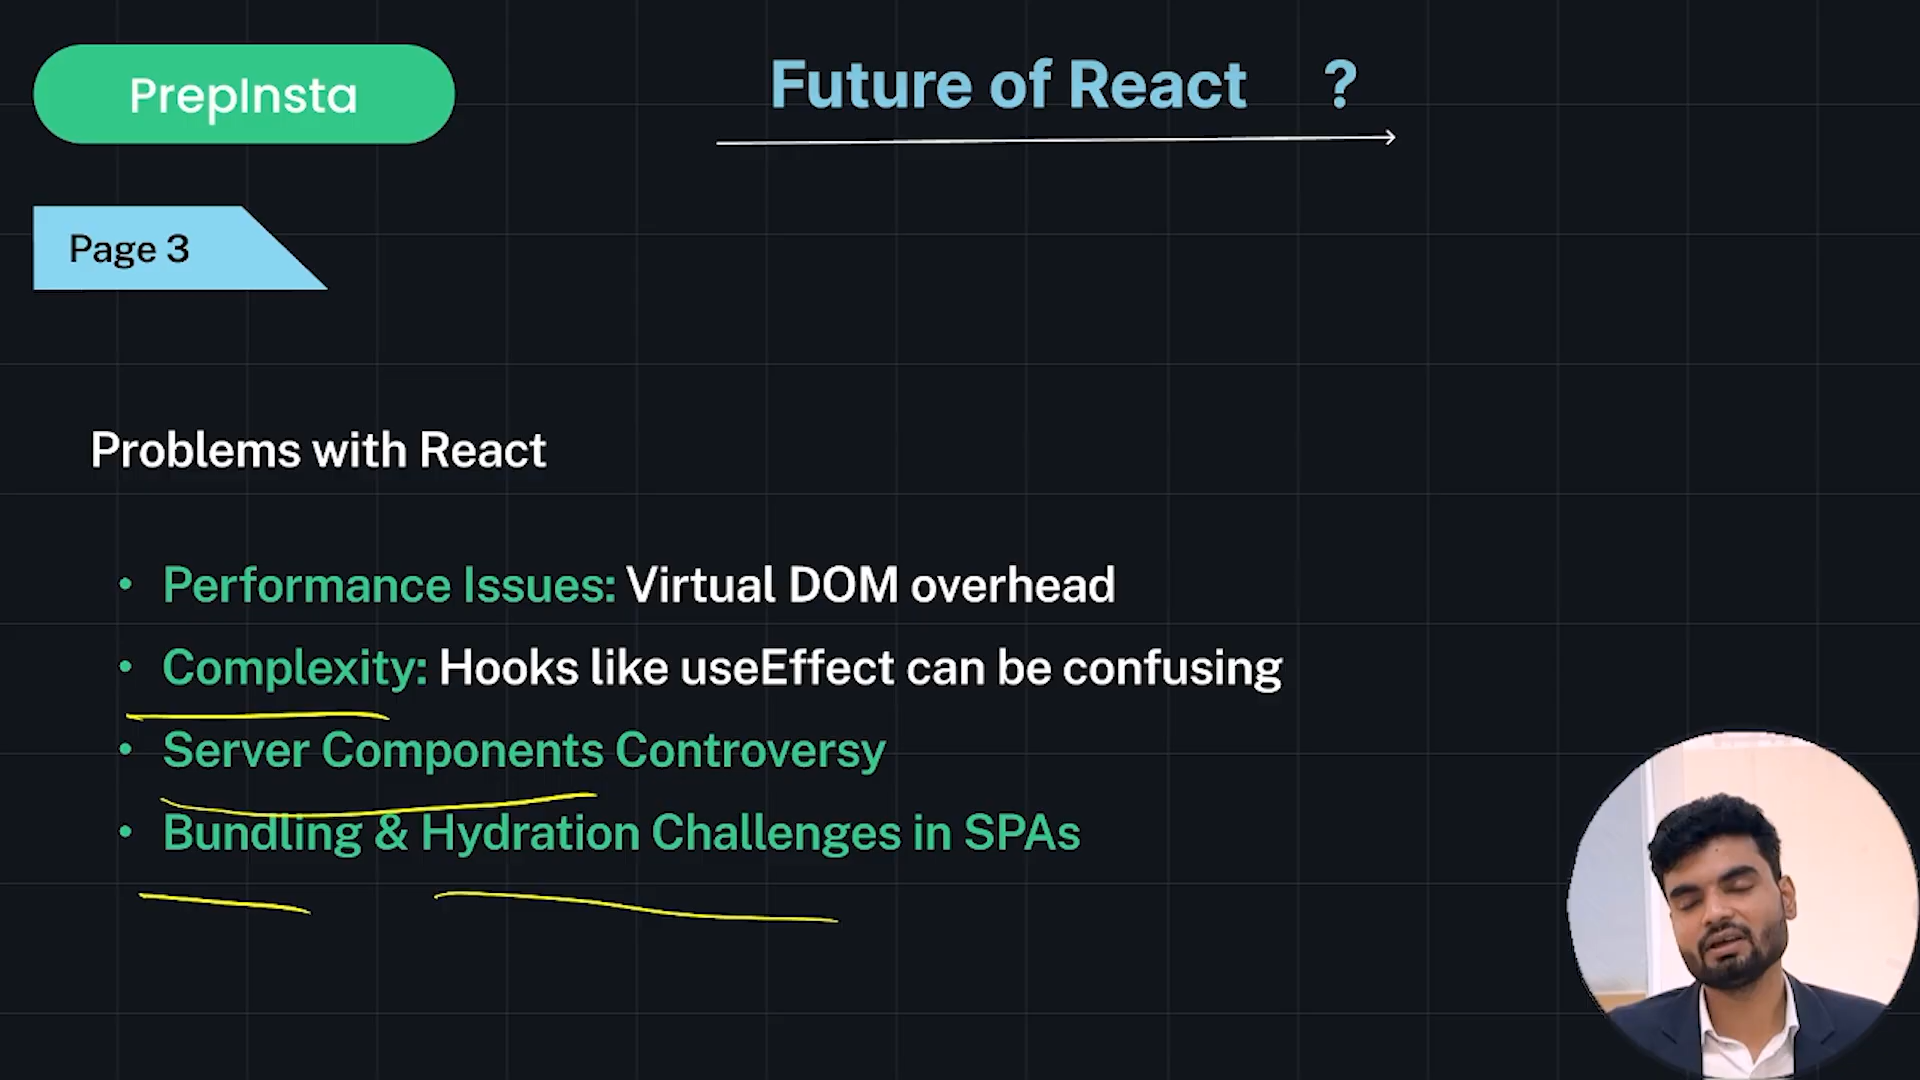 PrepInsta
Future of React ?
Page 3
Problems with React
• Performance Issues: Virtual DOM overhead
• Complexity: Hooks like useEffect can be confusing
• Server Components Controversy
• Bundling & Hydration Challenges in SPAs